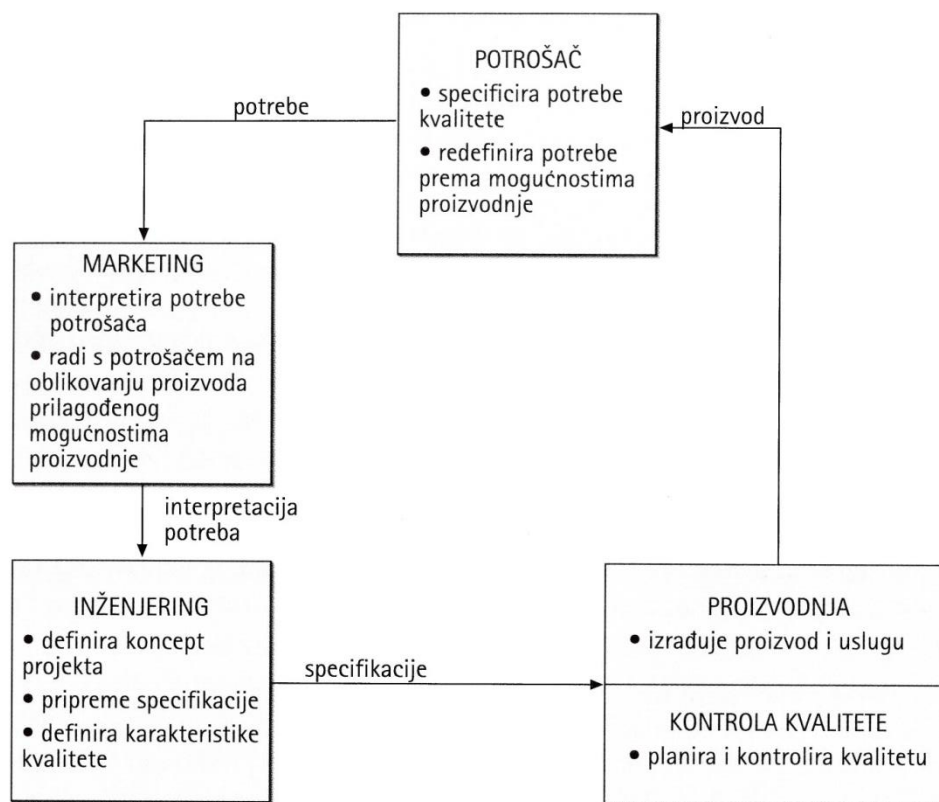 POTROŠAČ
• specificira potrebe
kvalitete
• redefinira potrebe
prema mogućnostima
proizvodnje
potrebe
proizvod
MARKETING
• interpretira potrebe
potrošača
• radi s potrošačem na
oblikovanju proizvoda
prilagođenog
mogućnostima
proizvodnje
interpretacija
potreba
INŽENJERING
• definira koncept
projekta
• pripreme specifikacije
• definira karakteristike
kvalitete
specifikacije
PROIZVODNJA
• izrađuje proizvod i uslugu
KONTROLA KVALITETE
• planira i kontrolira kvalitetu